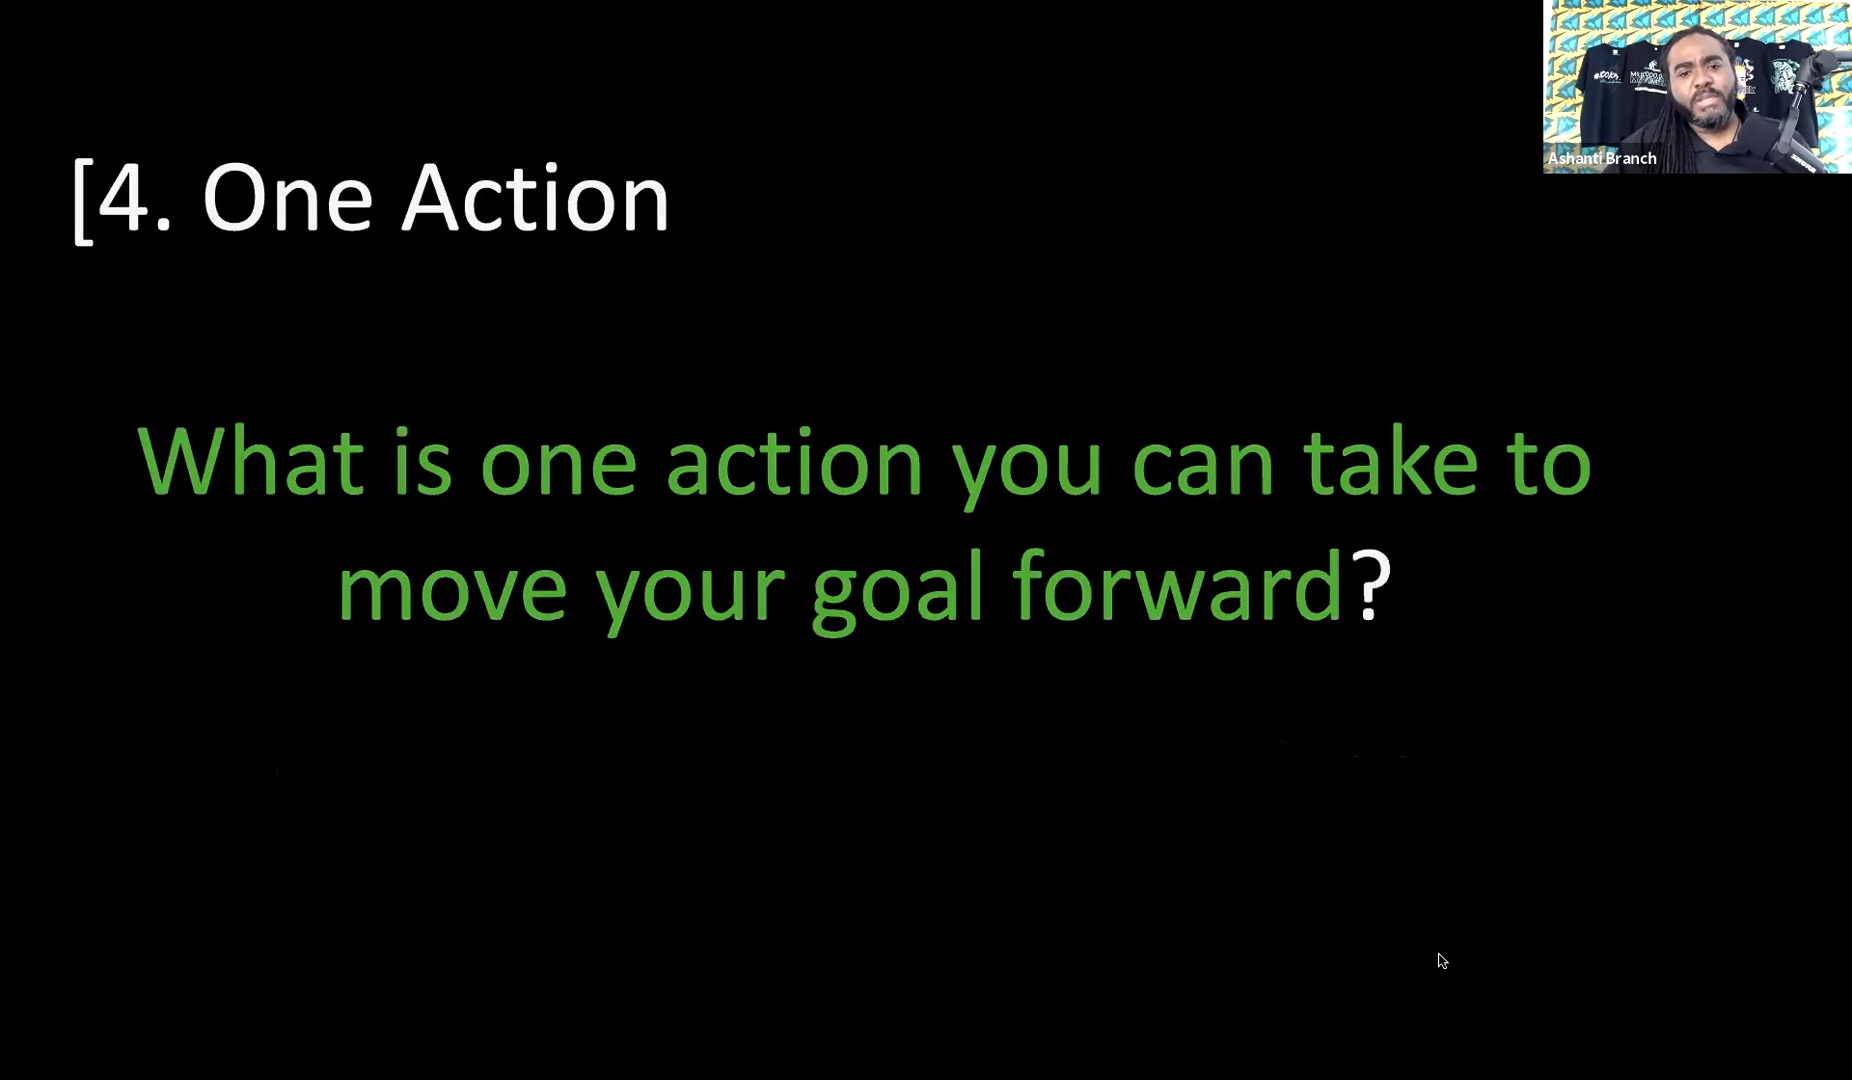 [4. One Action
What is one action you can take to
move your goal forward?
Ashanti Branch